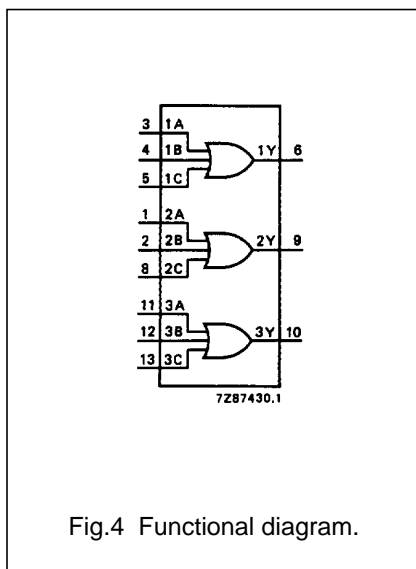 3 1A
4 1B 1Y 6
5 1C
1 2A
2 2B 2Y 9
8 2C
11 3A
12 3B 3Y 10
13 3C
7Z87430.1
Fig.4 Functional diagram.